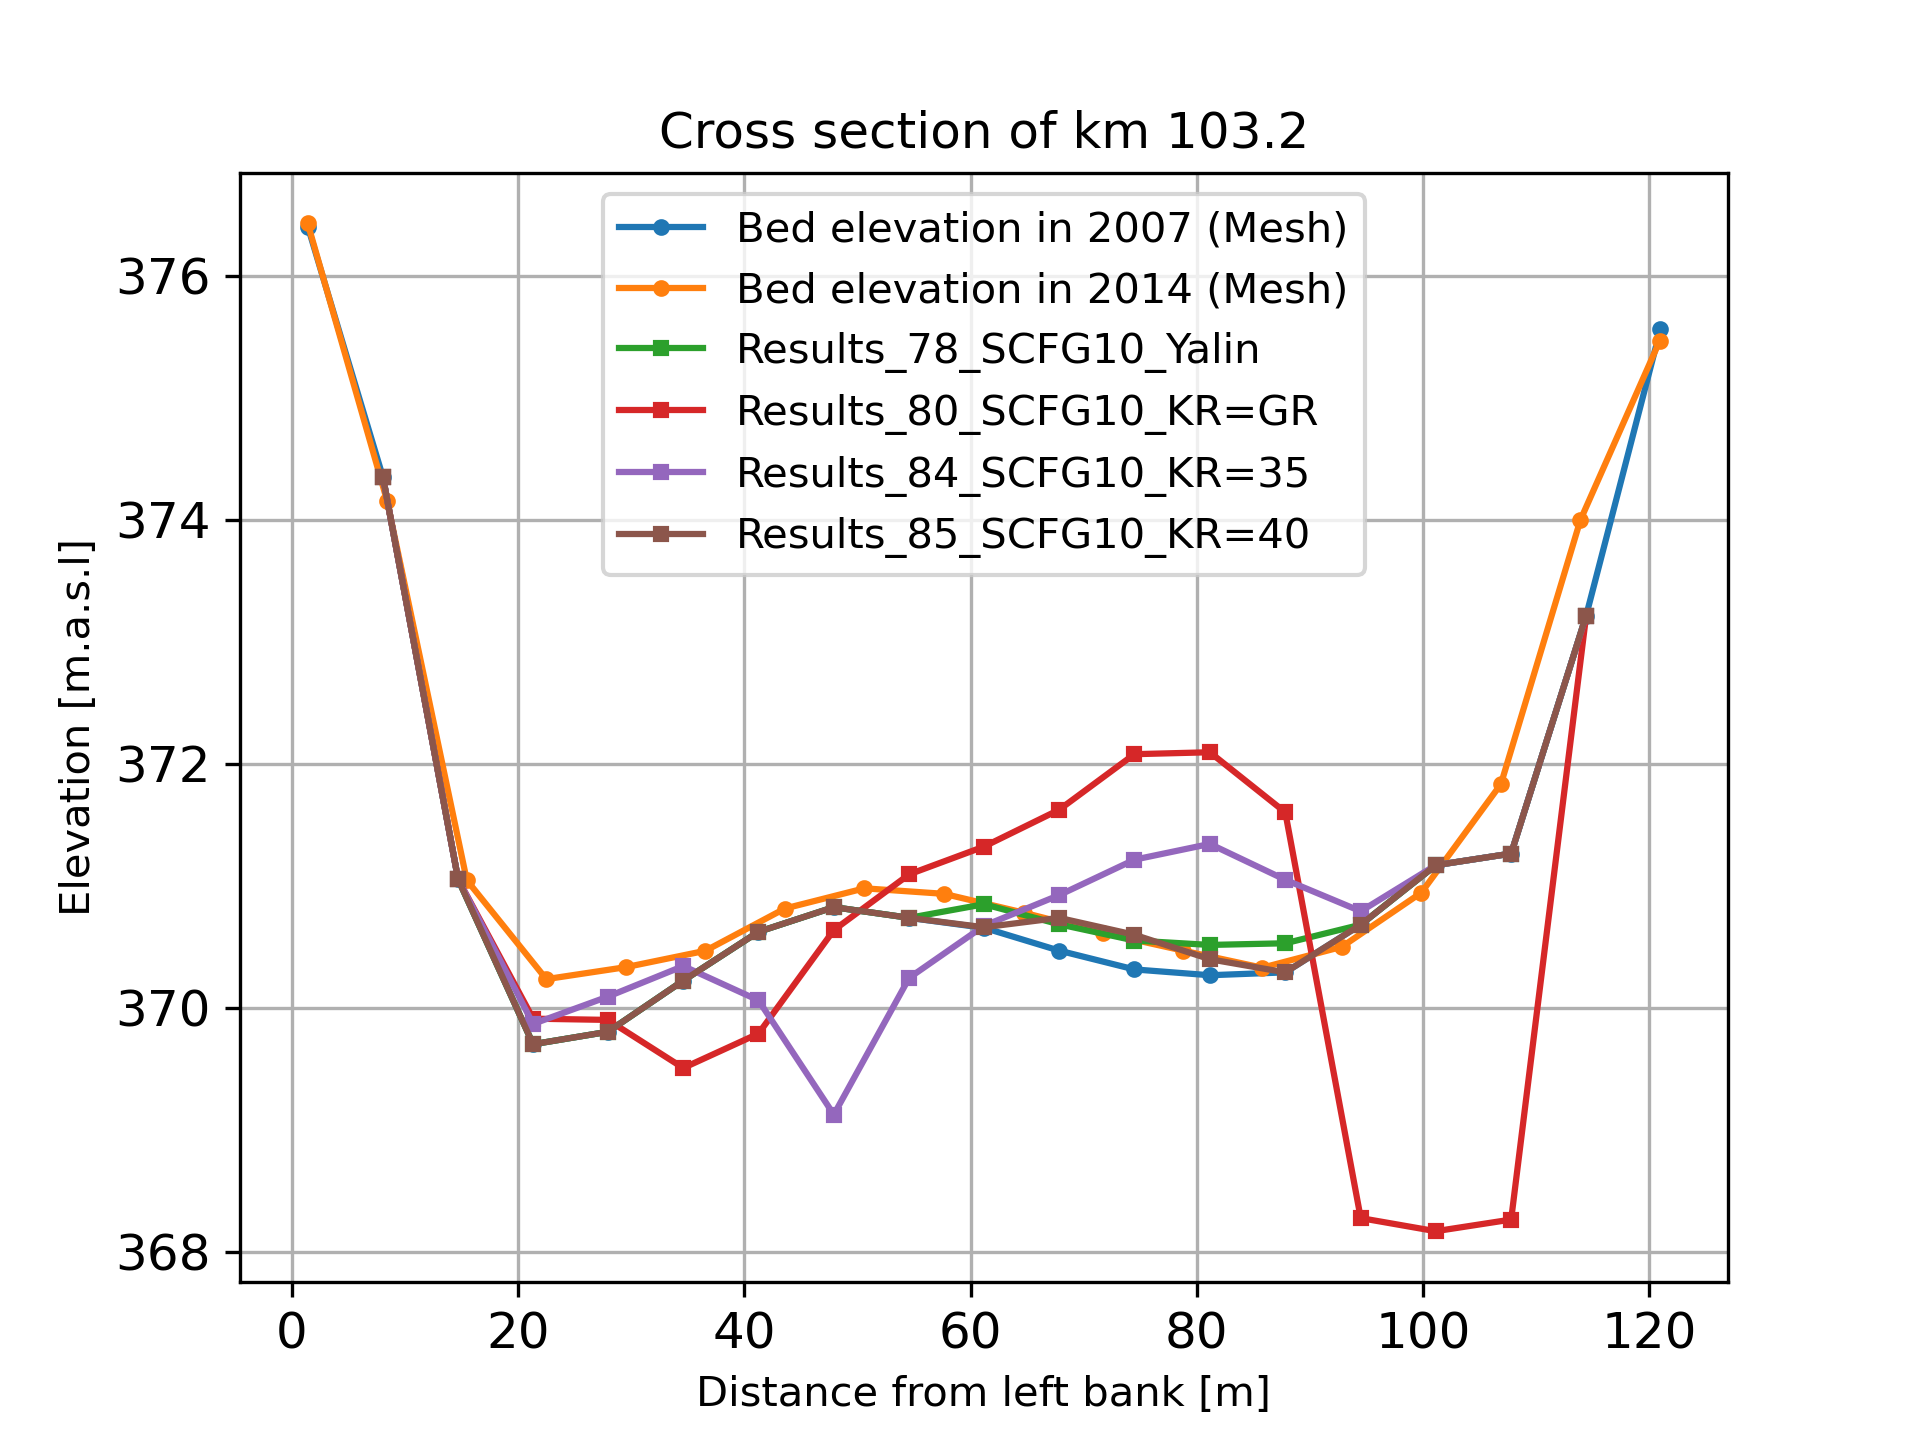 Cross section of km 103.2
Bed elevation in 2007 (Mesh)
Bed elevation in 2014 (Mesh)
Results_78_SCFG10_Yalin
Results_80_SCFG10_KR=GR
Results_84_SCFG10_KR=35
Results_85_SCFG10_KR=40
Elevation [m.a.s.l]
376
374
372
370
368
0 20 40 60 80 100 120
Distance from left bank [m]